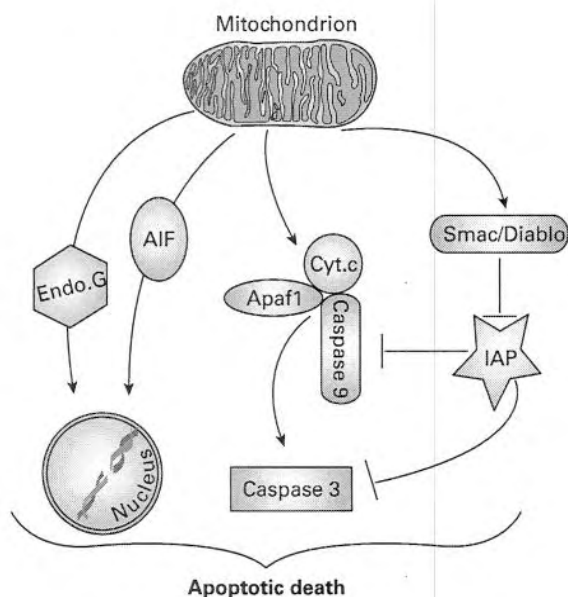 Mitochondrion
AIF
Endo.G
Smac/Diablo
Cyt.c
Apaf1
Caspase 9
IAP
Nucleus
Caspase 3
Apoptotic death